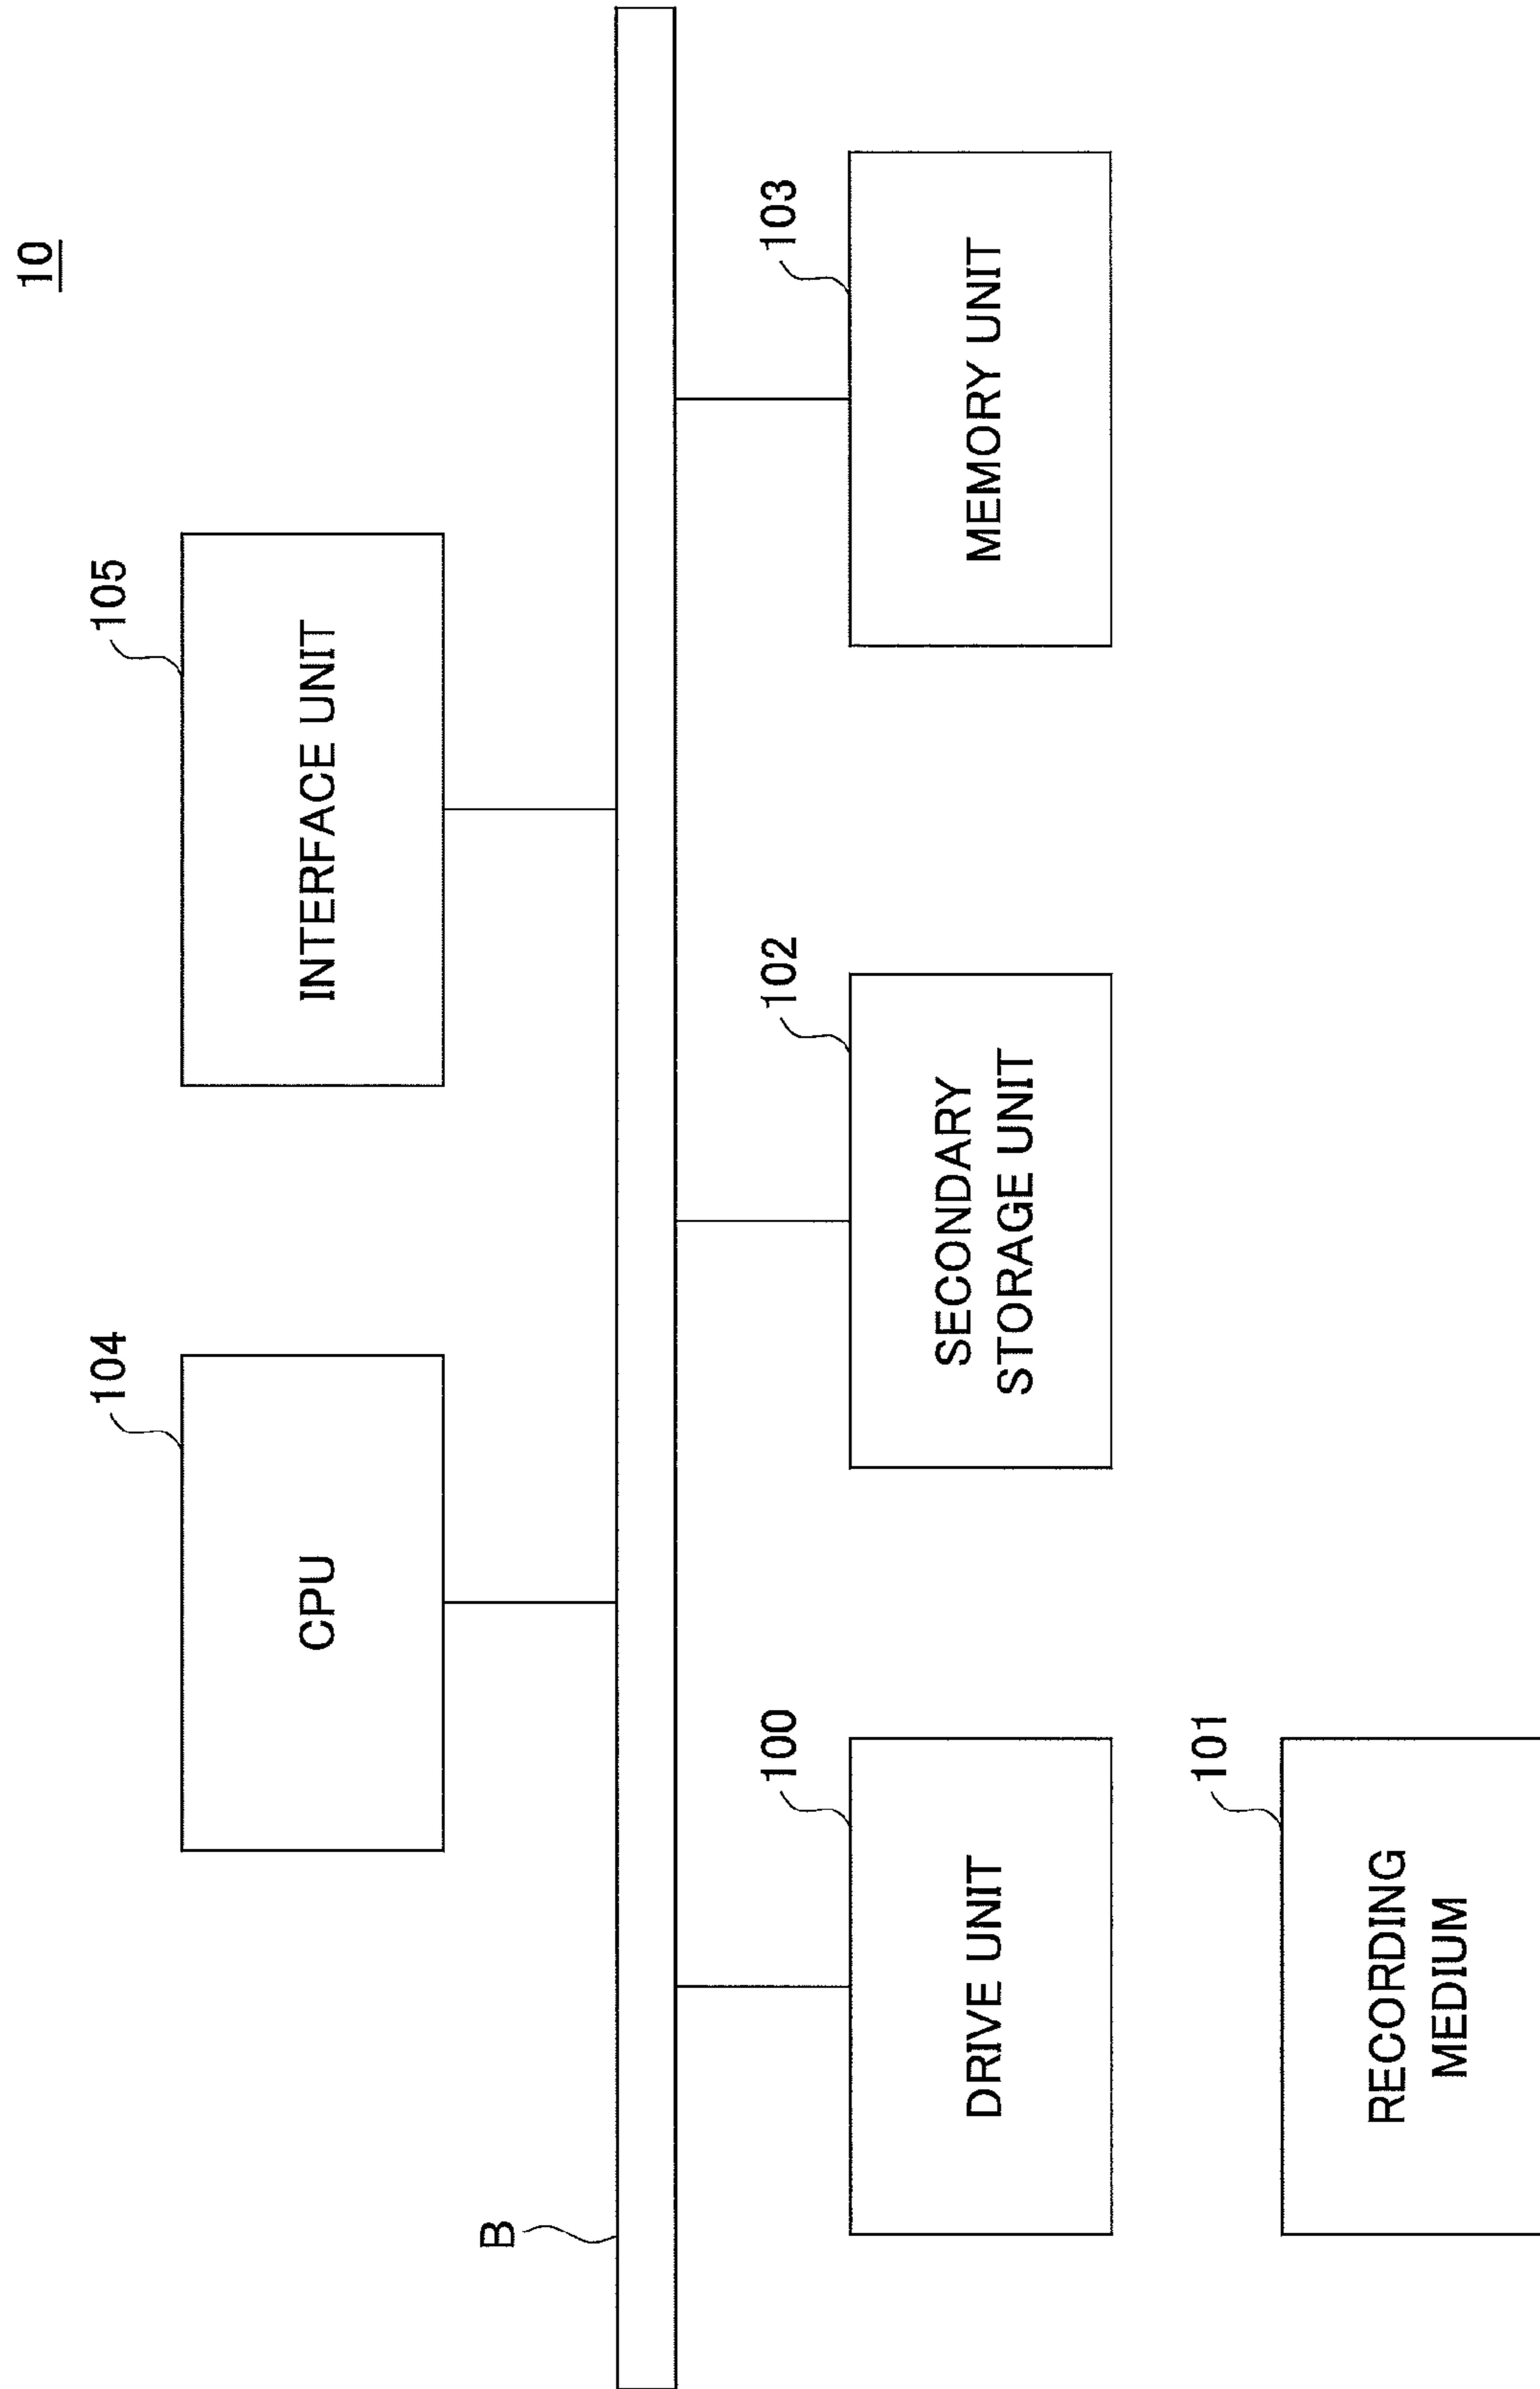 10
104
CPU
105
INTERFACE UNIT
B
100
DRIVE UNIT
102
SECONDARY
STORAGE UNIT
103
MEMORY UNIT
101
RECORDING
MEDIUM